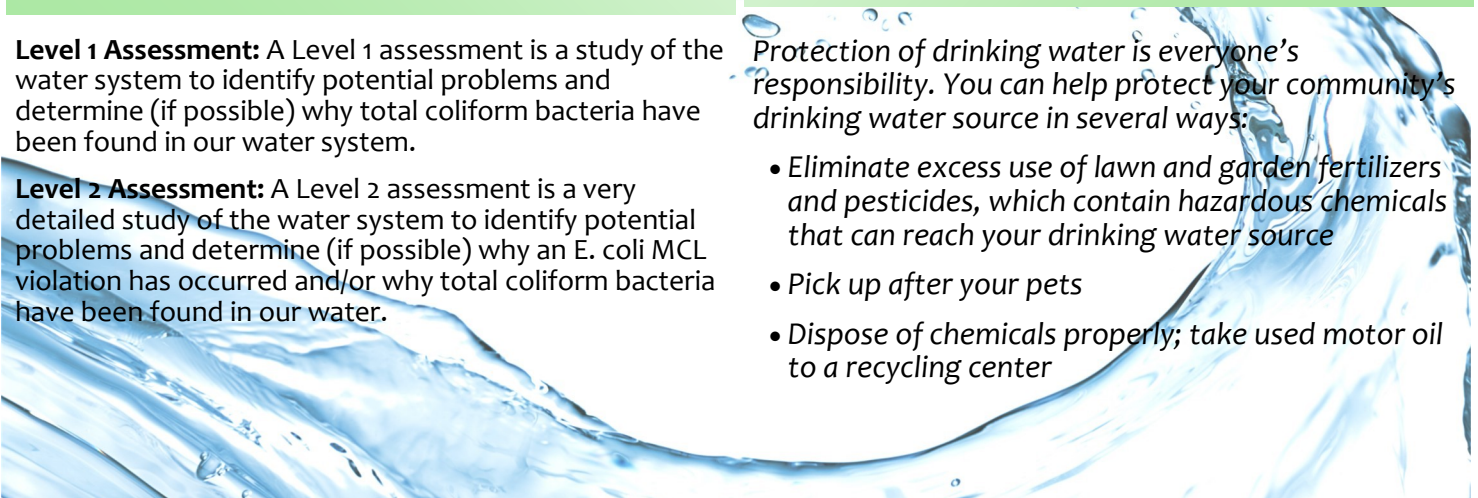 Level 1 Assessment: A Level 1 assessment is a study of the
water system to identify potential problems and
determine (if possible) why total coliform bacteria have
been found in our water system.
Level 2 Assessment: A Level 2 assessment is a very
detailed study of the water system to identify potential
problems and determine (if possible) why an E. coli MCL
violation has occurred and/or why total coliform bacteria
have been found in our water.
Protection of drinking water is everyone's
responsibility. You can help protect your community's
drinking water source in several ways:
• Eliminate excess use of lawn and garden fertilizers
and pesticides, which contain hazardous chemicals
that can reach your drinking water source
• Pick up after your pets
• Dispose of chemicals properly; take used motor oil
to a recycling center